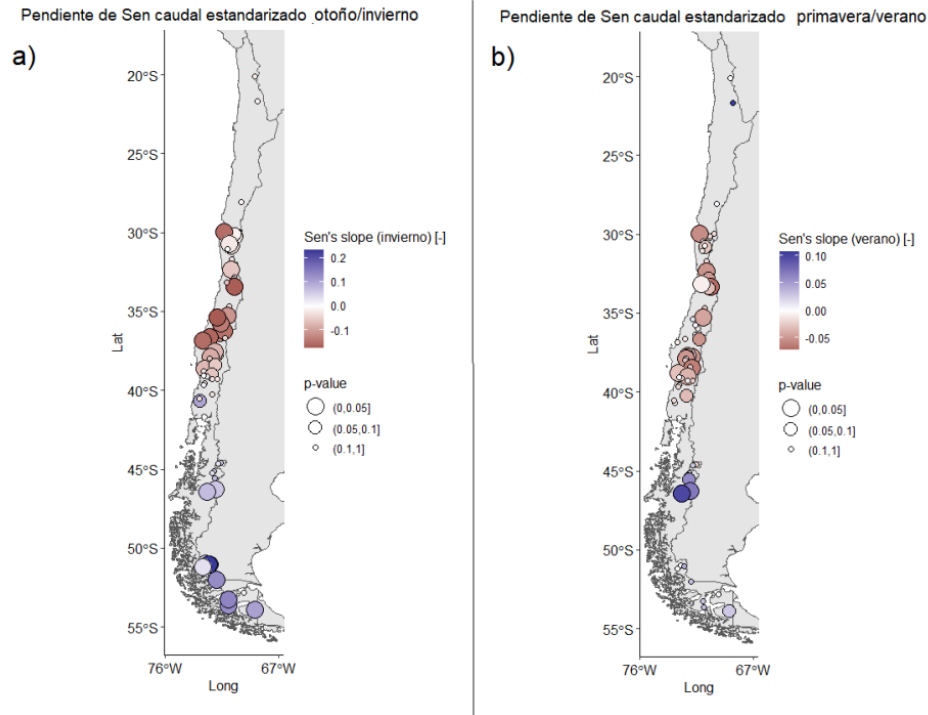 Pendiente de Sen caudal estandarizado otoño/invierno
a)
20°S
25°S
30°S
35°S
40°S
45°S
50°S
55°S
Lat
76°W
67°W
Long
Sen's slope (invierno) [-]
0.2
0.1
0.0
-0.1
p-value
(0,0.05]
(0.05,0.1]
(0.1,1]
Pendiente de Sen caudal estandarizado primavera/verano
b)
20°S
25°S
30°S
35°S
40°S
45°S
50°S
55°S
Lat
76°W
67°W
Long
Sen's slope (verano) [-]
0.10
0.05
0.00
-0.05
p-value
(0,0.05]
(0.05,0.1]
(0.1,1]